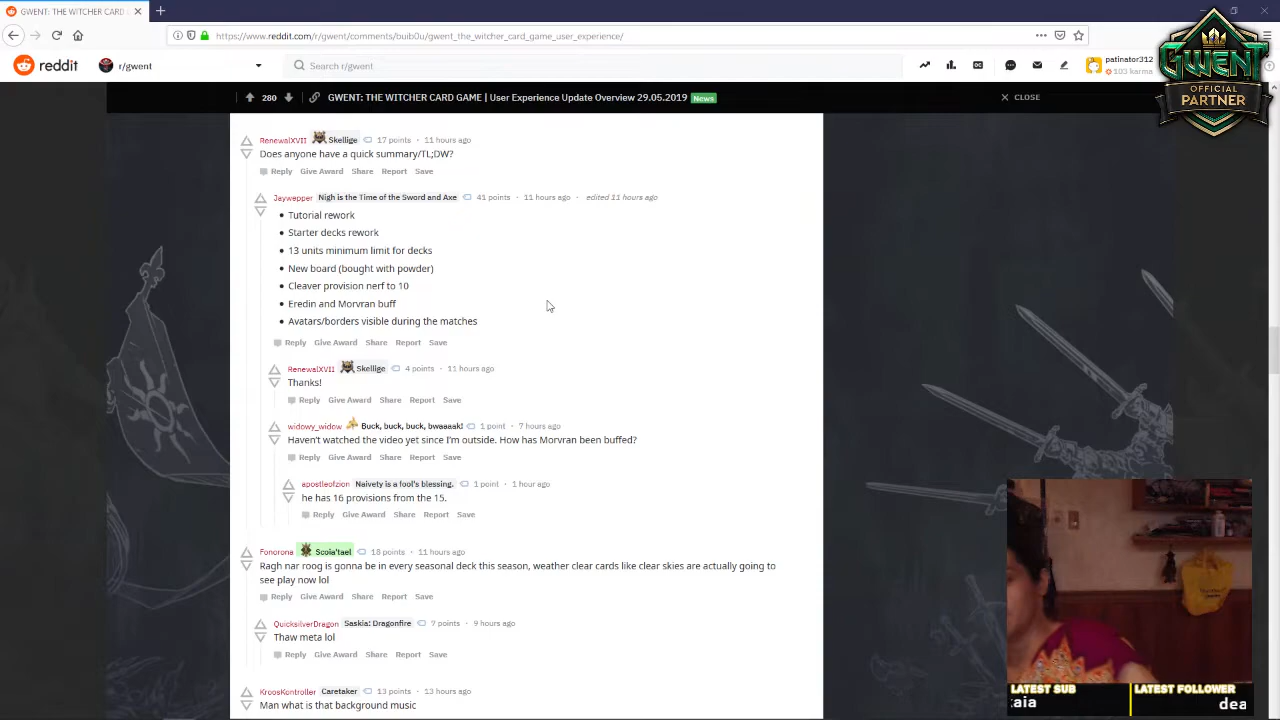 GWENT: THE WITCHER CARD G
https://www.reddit.com/r/gwent/comments/buib0u/gwent_the_witcher_card_game_user_experience/
reddit
r/gwent
Search r/gwent
patinator312
103 karma
GWENT
OFFICIAL
PARTNER
280
GWENT: THE WITCHER CARD GAME | User Experience Update Overview 29.05.2019 News
CLOSE
RenewalXVII Skellige 17 points · 11 hours ago
Does anyone have a quick summary/TL;DW?
Reply Give Award Share Report Save
Jaywepper Nigh is the Time of the Sword and Axe 41 points · 11 hours ago · edited 11 hours ago
• Tutorial rework
• Starter decks rework
• 13 units minimum limit for decks
• New board (bought with powder)
• Cleaver provision nerf to 10
• Eredin and Morvran buff
• Avatars/borders visible during the matches
Reply Give Award Share Report Save
RenewalXVII Skellige 4 points · 11 hours ago
Thanks!
Reply Give Award Share Report Save
widowy_widow Buck, buck, buck, bwaaaak! 1 point · 7 hours ago
Haven't watched the video yet since I'm outside. How has Morvran been buffed?
Reply Give Award Share Report Save
apostleofzion Naivety is a fool's blessing. 1 point · 1 hour ago
he has 16 provisions from the 15.
Reply Give Award Share Report Save
Fonorona Scoia'tael 18 points · 11 hours ago
Ragh nar roog is gonna be in every seasonal deck this season, weather clear cards like clear skies are actually going to
see play now lol
Reply Give Award Share Report Save
QuicksilverDragon Saskia: Dragonfire 7 points · 9 hours ago
Thaw meta lol
Reply Give Award Share Report Save
KroosKontroller Caretaker 13 points · 13 hours ago
Man what is that background music
LATEST SUB
LATEST FOLLOWER